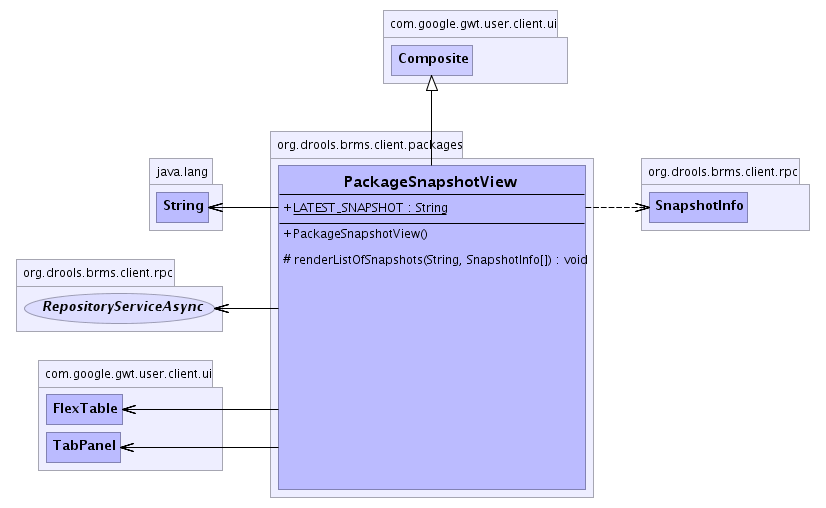 com.google.gwt.user.client.ui
Composite
org.drools.brms.client.packages
PackageSnapshotView
+ LATEST_SNAPSHOT : String
+ PackageSnapshotView()
# renderListOfSnapshots(String, SnapshotInfo[]) : void
java.lang
String
org.drools.brms.client.rpc
SnapshotInfo
org.drools.brms.client.rpc
RepositoryServiceAsync
com.google.gwt.user.client.ui
FlexTable
TabPanel